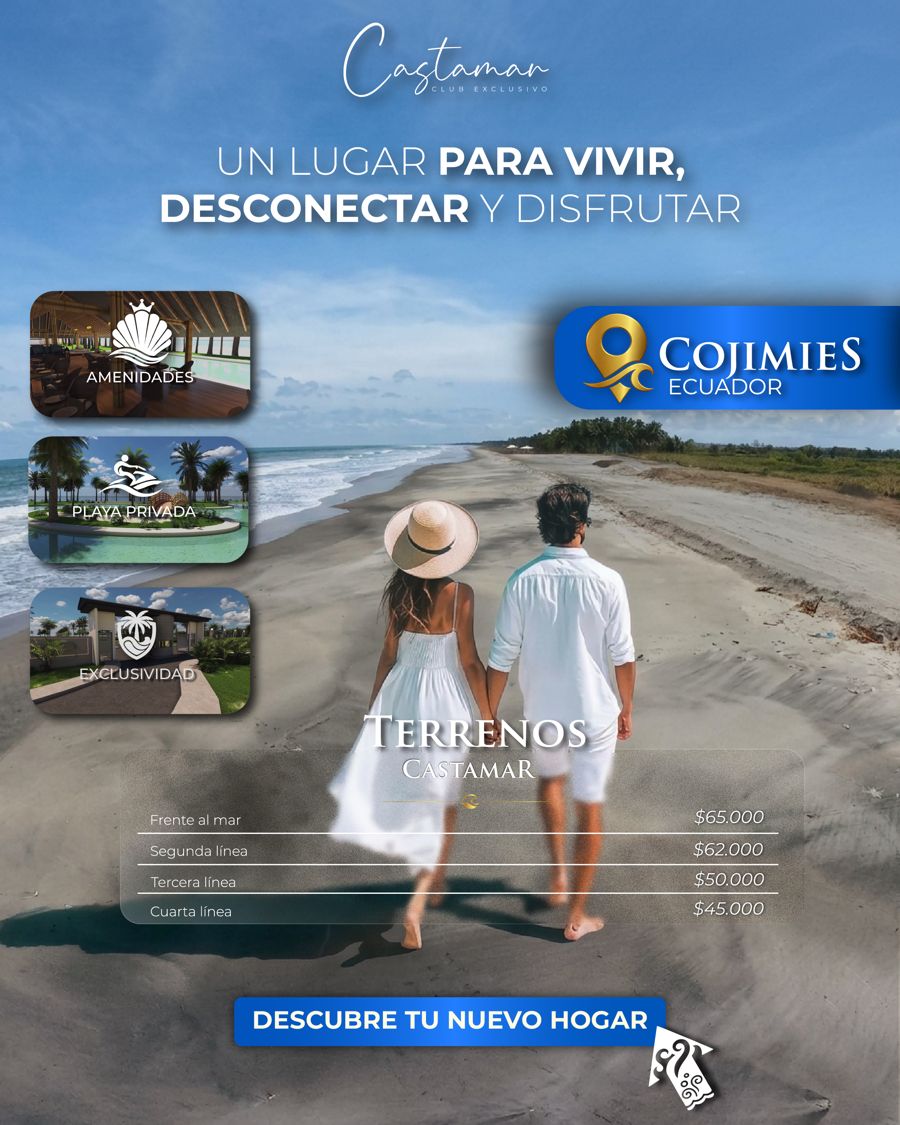 Castamar
CLUB EXCLUSIVO
UN LUGAR PARA VIVIR,
DESCONECTAR Y DISFRUTAR
AMENIDADES
PLAYA PRIVADA
EXCLUSIVIDAD
COJIMIES
ECUADOR
TERRENOS
CASTAMAR
Frente al mar $65.000
Segunda línea $62.000
Tercera línea $50.000
Cuarta línea $45.000
DESCUBRE TU NUEVO HOGAR